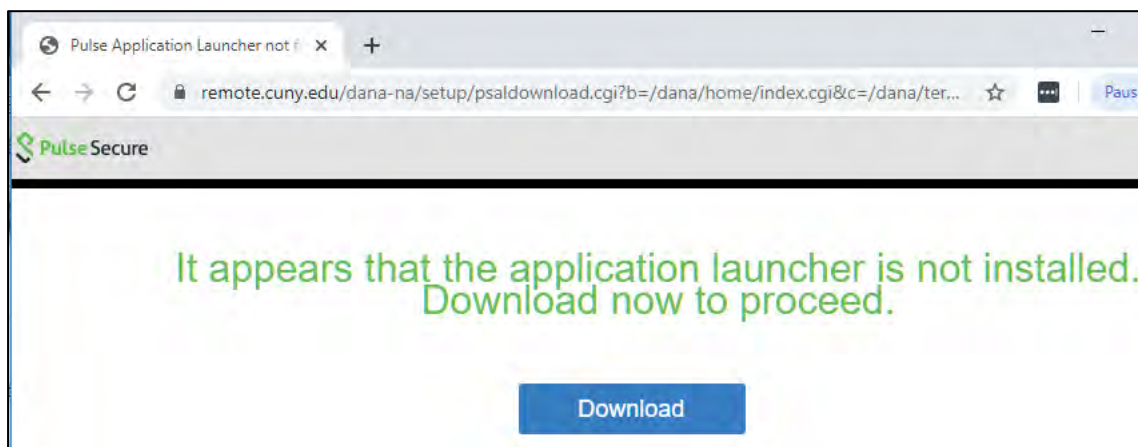 Pulse Application Launcher not f
remote.cuny.edu/dana-na/setup/psaldownload.cgi?b=/dana/home/index.cgi&c=/dana/ter...
Paus
Pulse Secure
It appears that the application launcher is not installed.
Download now to proceed.
Download